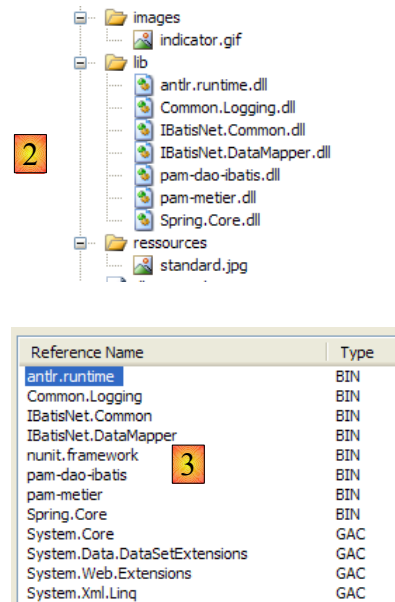 images
indicator.gif
lib
antlr.runtime.dll
Common.Logging.dll
IBatisNet.Common.dll
2
IBatisNet.DataMapper.dll
pam-dao-ibatis.dll
pam-metier.dll
Spring.Core.dll
ressources
standard.jpg
Reference Name Type
antlr.runtime BIN
Common.Logging BIN
IBatisNet.Common BIN
IBatisNet.DataMapper BIN
nunit.framework BIN
3
pam-dao-ibatis BIN
pam-metier BIN
Spring.Core BIN
System.Core GAC
System.Data.DataSetExtensions GAC
System.Web.Extensions GAC
System.Xml.Linq GAC